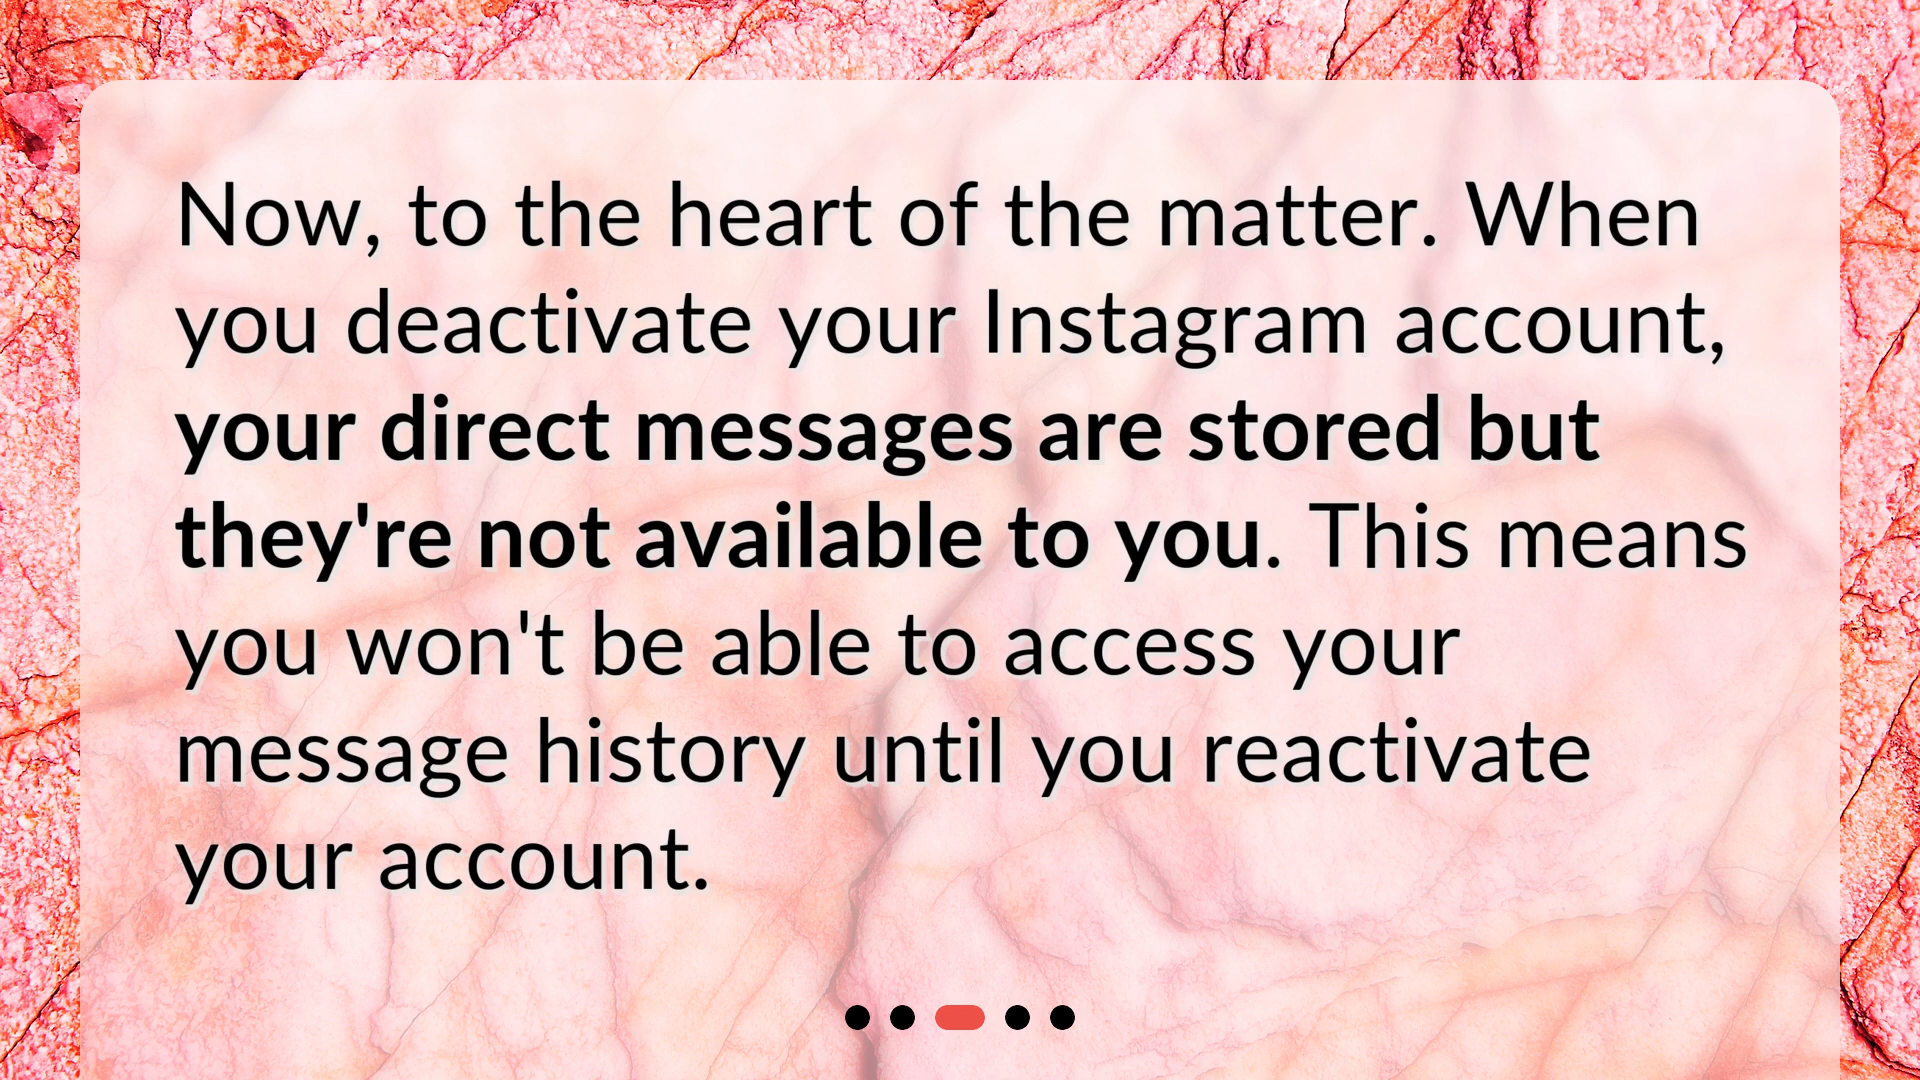 Now, to the heart of the matter. When
you deactivate your Instagram account,
your direct messages are stored but
they're not available to you. This means
you won't be able to access your
message history until you reactivate
your account.